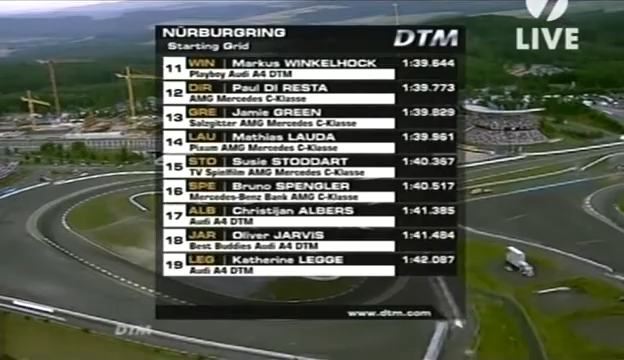 NÜRBURGRING
Starting Grid
DTM
7
LIVE
11 WIN Markus WINKELHOCK 1:39.644
Playboy Audi A4 DTM
12 DIR Paul DI RESTA 1:39.773
AMG Mercedes C-Klasse
13 GRE Jamie GREEN 1:39.829
Salzgitter AMG Mercedes C-Klasse
14 LAU Mathias LAUDA 1:39.961
Pixum AMG Mercedes C-Klasse
15 STO Susie STODDART 1:40.367
TV Spielfilm AMG Mercedes C-Klasse
16 SPE Bruno SPENGLER 1:40.517
Mercedes-Benz Bank AMG C-Klasse
17 ALB Christijan ALBERS 1:41.385
Audi A4 DTM
18 JAR Oliver JARVIS 1:41.484
Best Buddies Audi A4 DTM
19 LEG Katherine LEGGE 1:42.087
Audi A4 DTM
www.dtm.com
DTM